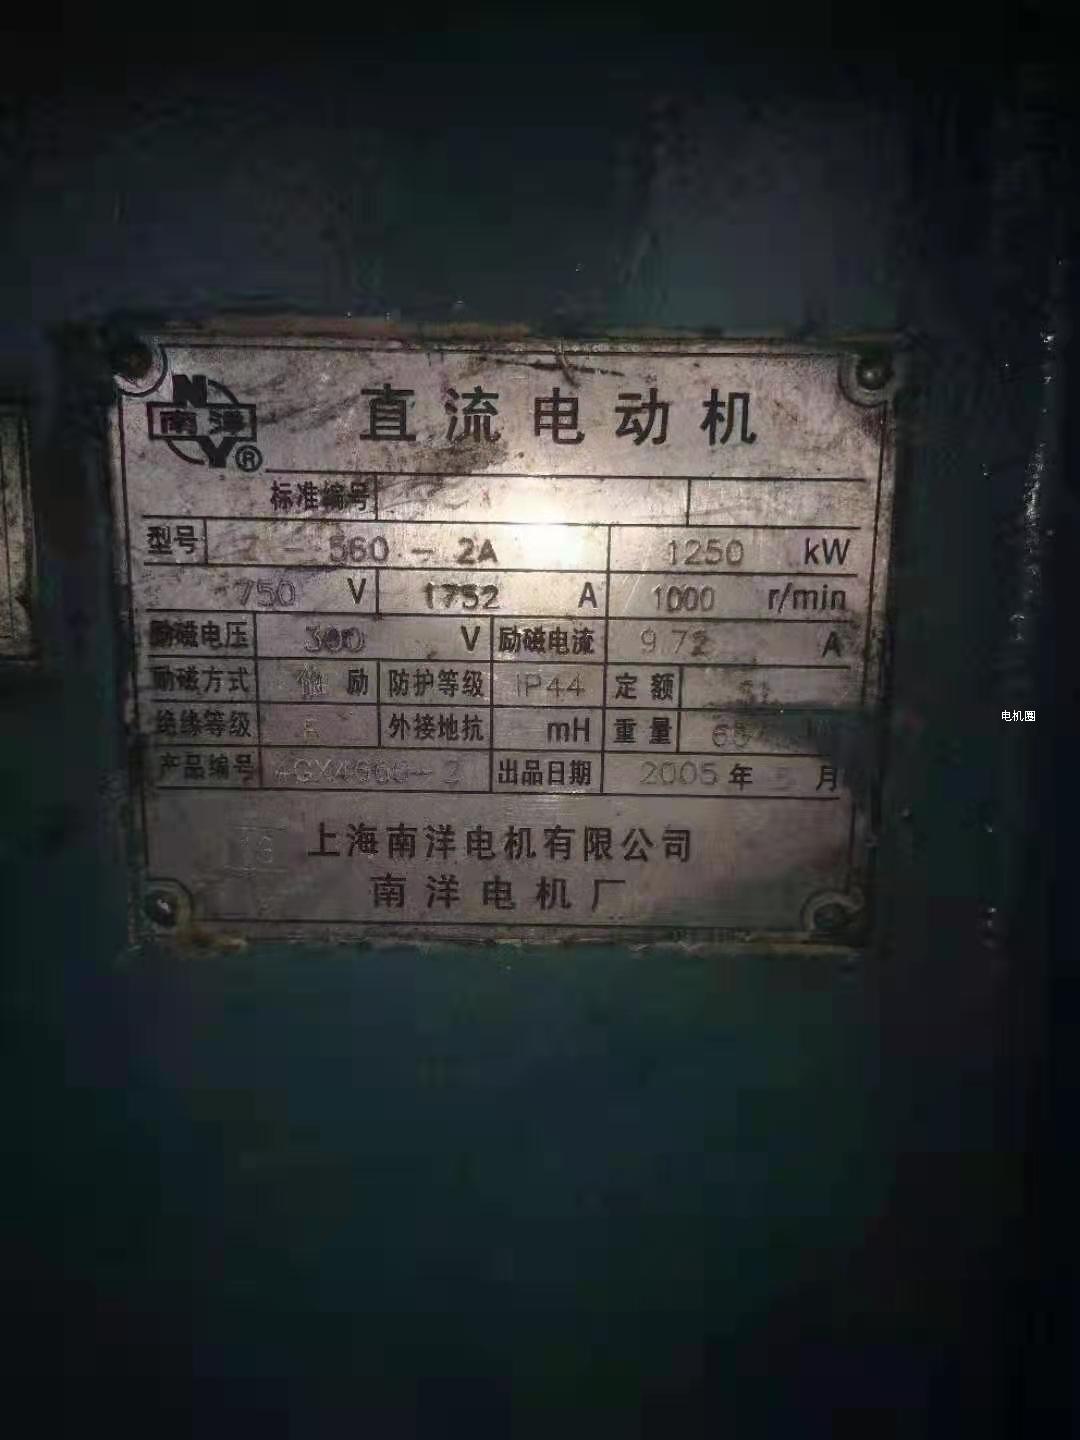 N
南洋
Y ®
直流电动机
标准编号
型号 Z - 560 - 2A 1250 kW
750 V 1752 A 1000 r/min
励磁电压 300 V 励磁电流 9.72 A
励磁方式 他 励 防护等级 IP44 定 额 S1
绝缘等级 外接地抗 mH 重 量
产品编号 出品日期 2005 年 5 月
上海南洋电机有限公司
南洋电机厂
电机圈